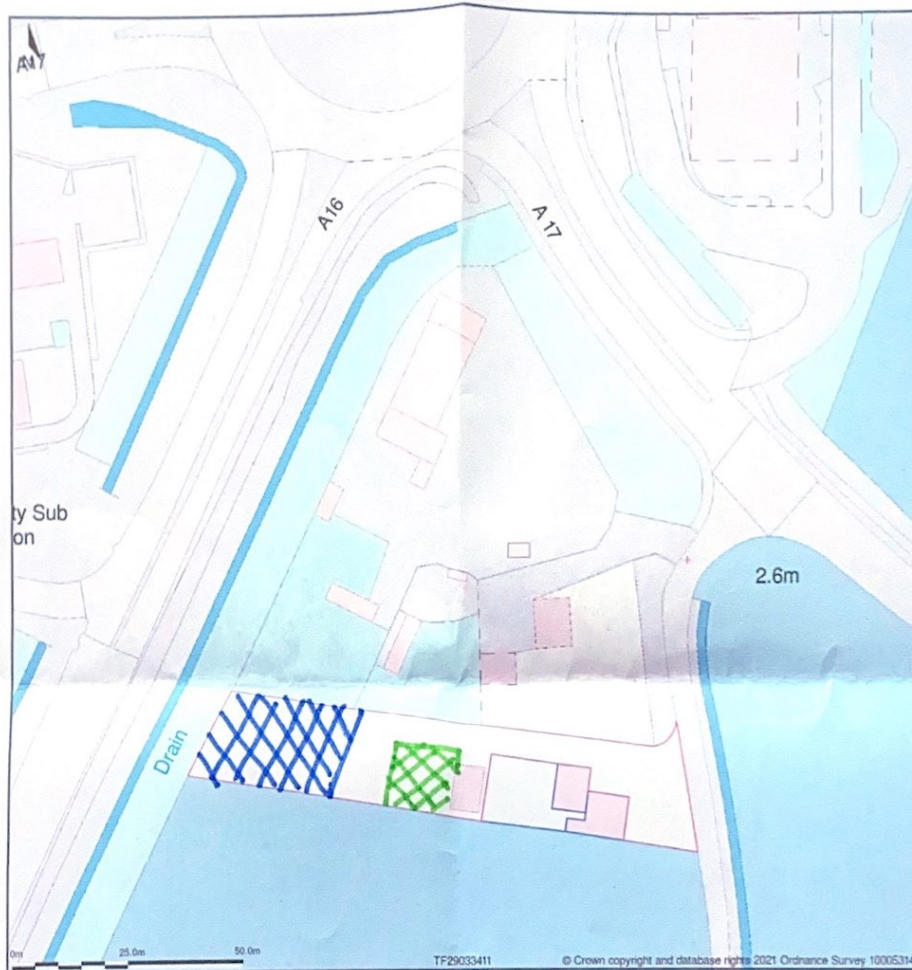 A17
A16
A 17
ty Sub
on
2.6m
Drain
0m
25.0m
50.0m
TF29033411
© Crown copyright and database rights 2021 Ordnance Survey 10005314